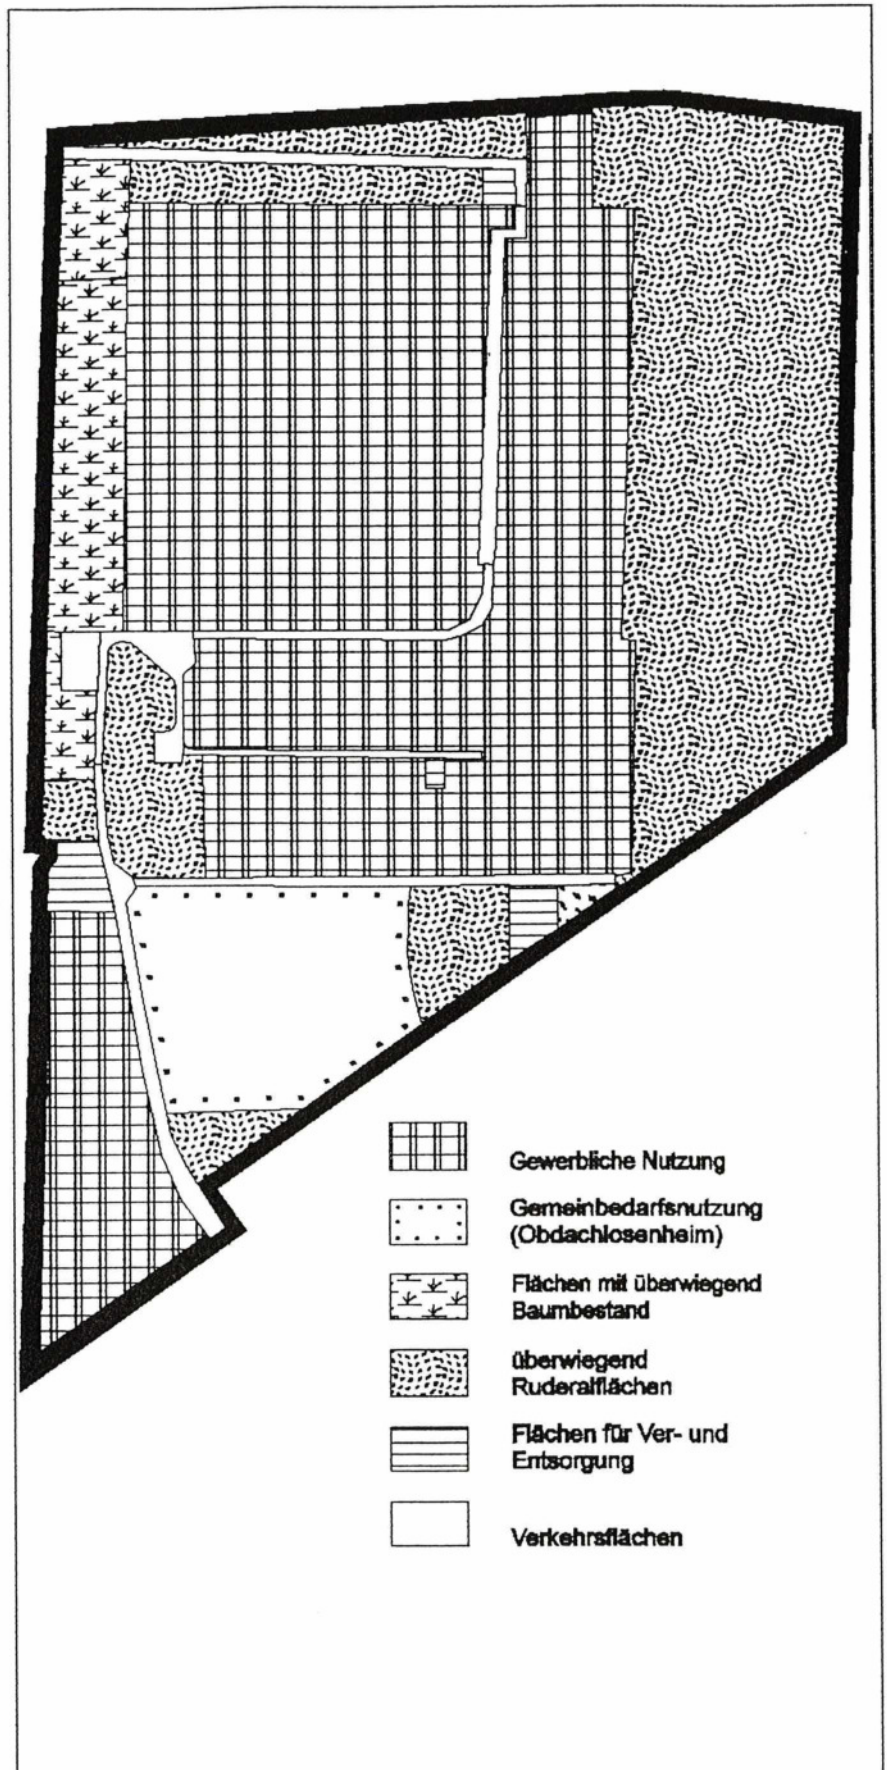 Gewerbliche Nutzung
Gemeinbedarfsnutzung
(Obdachlosenheim)
Flächen mit überwiegend
Baumbestand
überwiegend
Ruderalflächen
Flächen für Ver- und
Entsorgung
Verkehrsflächen